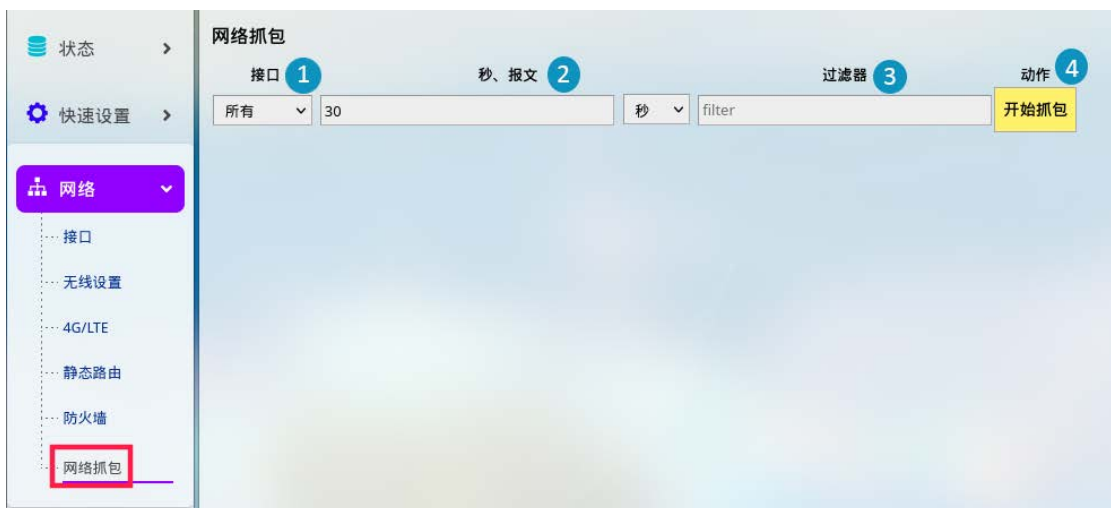 状态
快速设置
网络
接口
无线设置
4G/LTE
静态路由
防火墙
网络抓包
网络抓包
接口 1 秒、报文 2 过滤器 3 动作 4
所有 30 秒 filter 开始抓包